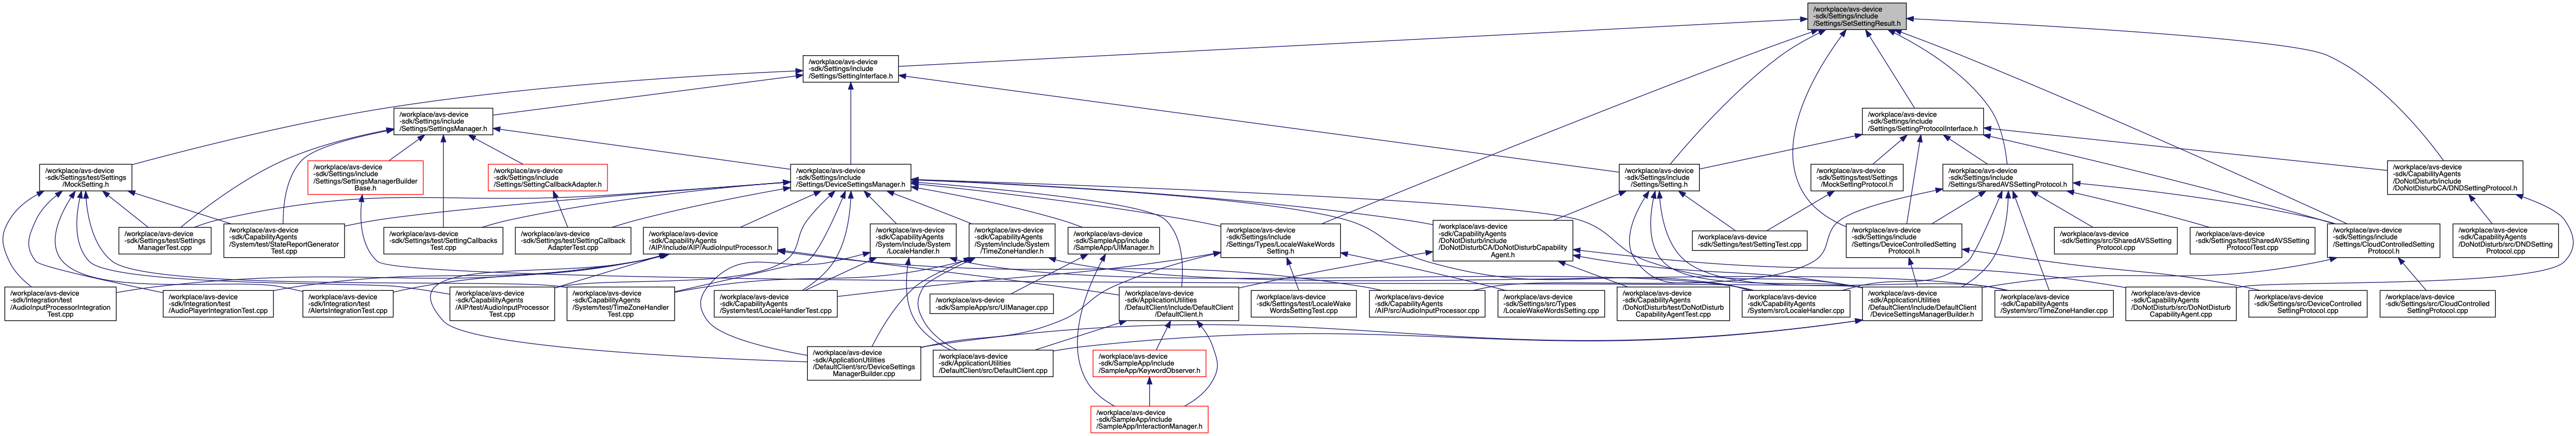 /workplace/avs-device
-sdk/Settings/include
/Settings/SetSettingResult.h
/workplace/avs-device
-sdk/Settings/include
/Settings/SettingInterface.h
/workplace/avs-device
-sdk/Settings/include
/Settings/SettingsManager.h
/workplace/avs-device
-sdk/Settings/include
/Settings/SettingProtocolInterface.h
/workplace/avs-device
-sdk/Settings/test/Settings
/MockSetting.h
/workplace/avs-device
-sdk/Settings/include
/Settings/SettingsManagerBuilder
Base.h
/workplace/avs-device
-sdk/Settings/include
/Settings/SettingCallbackAdapter.h
/workplace/avs-device
-sdk/Settings/include
/Settings/DeviceSettingsManager.h
/workplace/avs-device
-sdk/Settings/include
/Settings/Setting.h
/workplace/avs-device
-sdk/Settings/test/Settings
/MockSettingProtocol.h
/workplace/avs-device
-sdk/Settings/include
/Settings/SharedAVSSettingProtocol.h
/workplace/avs-device
-sdk/CapabilityAgents
/DoNotDisturb/include
/DoNotDisturbCA/DNDSettingProtocol.h
/workplace/avs-device
-sdk/Settings/test/Settings
ManagerTest.cpp
/workplace/avs-device
-sdk/CapabilityAgents
/System/test/StateReportGenerator
Test.cpp
/workplace/avs-device
-sdk/Settings/test/SettingCallbacks
Test.cpp
/workplace/avs-device
-sdk/Settings/test/SettingCallback
AdapterTest.cpp
/workplace/avs-device
-sdk/CapabilityAgents
/AIP/include/AIP/AudioInputProcessor.h
/workplace/avs-device
-sdk/CapabilityAgents
/System/include/System
/LocaleHandler.h
/workplace/avs-device
-sdk/CapabilityAgents
/System/include/System
/TimeZoneHandler.h
/workplace/avs-device
-sdk/SampleApp/include
/SampleApp/UIManager.h
/workplace/avs-device
-sdk/Settings/include
/Settings/Types/LocaleWakeWords
Setting.h
/workplace/avs-device
-sdk/CapabilityAgents
/DoNotDisturb/include
/DoNotDisturbCA/DoNotDisturbCapability
Agent.h
/workplace/avs-device
-sdk/Settings/test/SettingTest.cpp
/workplace/avs-device
-sdk/Settings/include
/Settings/DeviceControlledSetting
Protocol.h
/workplace/avs-device
-sdk/Settings/src/SharedAVSSetting
Protocol.cpp
/workplace/avs-device
-sdk/Settings/test/SharedAVSSetting
ProtocolTest.cpp
/workplace/avs-device
-sdk/Settings/include
/Settings/CloudControlledSetting
Protocol.h
/workplace/avs-device
-sdk/CapabilityAgents
/DoNotDisturb/src/DNDSetting
Protocol.cpp
/workplace/avs-device
-sdk/Integration/test
/AudioInputProcessorIntegration
Test.cpp
/workplace/avs-device
-sdk/Integration/test
/AudioPlayerIntegrationTest.cpp
/workplace/avs-device
-sdk/Integration/test
/AlertsIntegrationTest.cpp
/workplace/avs-device
-sdk/CapabilityAgents
/AIP/test/AudioInputProcessor
Test.cpp
/workplace/avs-device
-sdk/CapabilityAgents
/System/test/TimeZoneHandler
Test.cpp
/workplace/avs-device
-sdk/CapabilityAgents
/System/test/LocaleHandlerTest.cpp
/workplace/avs-device
-sdk/SampleApp/src/UIManager.cpp
/workplace/avs-device
-sdk/ApplicationUtilities
/DefaultClient/include/DefaultClient
/DefaultClient.h
/workplace/avs-device
-sdk/Settings/test/LocaleWake
WordsSettingTest.cpp
/workplace/avs-device
-sdk/CapabilityAgents
/AIP/src/AudioInputProcessor.cpp
/workplace/avs-device
-sdk/Settings/src/Types
/LocaleWakeWordsSetting.cpp
/workplace/avs-device
-sdk/CapabilityAgents
/DoNotDisturb/test/DoNotDisturb
CapabilityAgentTest.cpp
/workplace/avs-device
-sdk/CapabilityAgents
/System/src/LocaleHandler.cpp
/workplace/avs-device
-sdk/ApplicationUtilities
/DefaultClient/include/DefaultClient
/DeviceSettingsManagerBuilder.h
/workplace/avs-device
-sdk/CapabilityAgents
/System/src/TimeZoneHandler.cpp
/workplace/avs-device
-sdk/CapabilityAgents
/DoNotDisturb/src/DoNotDisturb
CapabilityAgent.cpp
/workplace/avs-device
-sdk/Settings/src/DeviceControlled
SettingProtocol.cpp
/workplace/avs-device
-sdk/Settings/src/CloudControlled
SettingProtocol.cpp
/workplace/avs-device
-sdk/ApplicationUtilities
/DefaultClient/src/DeviceSettings
ManagerBuilder.cpp
/workplace/avs-device
-sdk/ApplicationUtilities
/DefaultClient/src/DefaultClient.cpp
/workplace/avs-device
-sdk/SampleApp/include
/SampleApp/KeywordObserver.h
/workplace/avs-device
-sdk/SampleApp/include
/SampleApp/InteractionManager.h